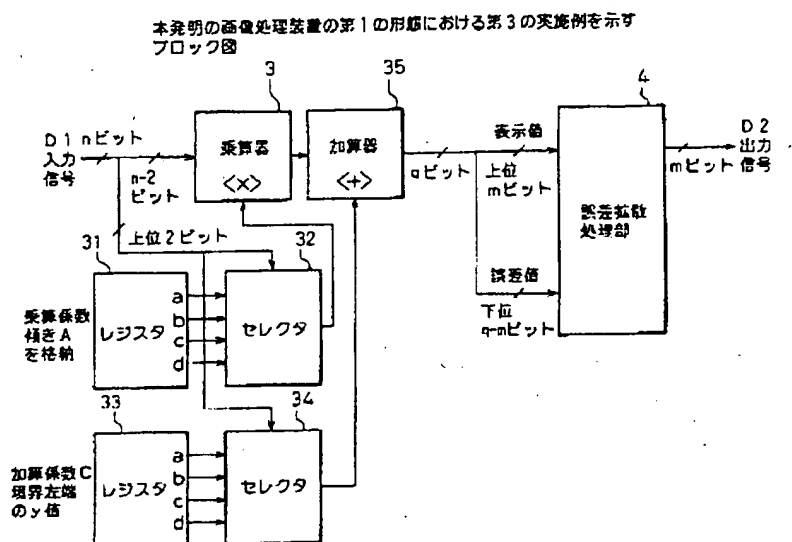 本発明の画像処理装置の第1の形態における第3の実施例を示す
ブロック図
3
35
4
D1 nビット
入力
信号
n-2
ビット
乗算器
<×>
加算器
<+>
qビット
表示値
上位
mビット
誤差拡散
処理部
mビット
D2
出力
信号
上位2ビット
31
32
誤差値
下位
q-mビット
乗算係数
傾きA
を格納
レジスタ
a
b
c
d
セレクタ
33
34
加算係数C
境界左端
のy値
レジスタ
a
b
c
d
セレクタ